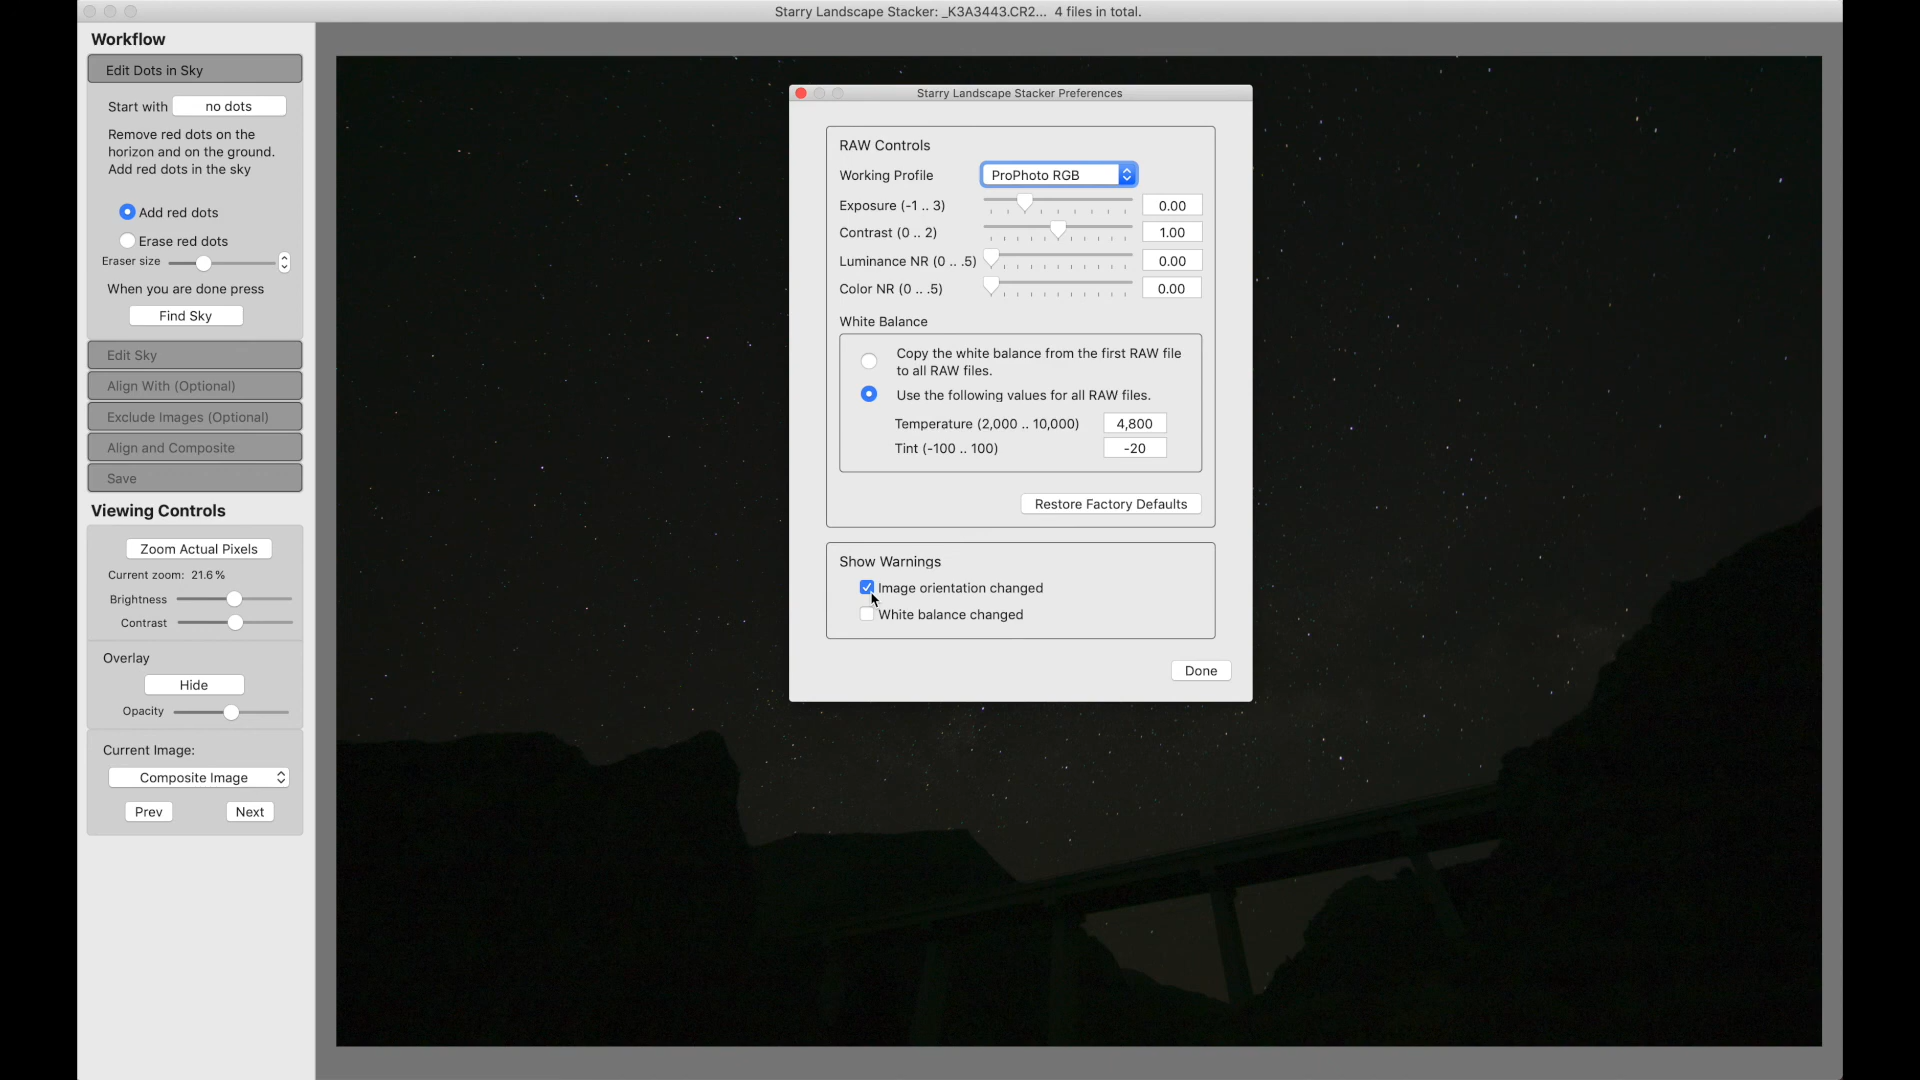 Starry Landscape Stacker: _K3A3443.CR2... 4 files in total.
Workflow
Edit Dots in Sky
Start with no dots
Remove red dots on the
horizon and on the ground.
Add red dots in the sky
Add red dots
Erase red dots
Eraser size
When you are done press
Find Sky
Edit Sky
Align With (Optional)
Exclude Images (Optional)
Align and Composite
Save
Viewing Controls
Zoom Actual Pixels
Current zoom: 21.6%
Brightness
Contrast
Overlay
Hide
Opacity
Current Image:
Composite Image
Prev Next
Starry Landscape Stacker Preferences
RAW Controls
Working Profile ProPhoto RGB
Exposure (-1 .. 3) 0.00
Contrast (0 .. 2) 1.00
Luminance NR (0 .. .5) 0.00
Color NR (0 .. .5) 0.00
White Balance
Copy the white balance from the first RAW file
to all RAW files.
Use the following values for all RAW files.
Temperature (2,000 .. 10,000) 4,800
Tint (-100 .. 100) -20
Restore Factory Defaults
Show Warnings
Image orientation changed
White balance changed
Done